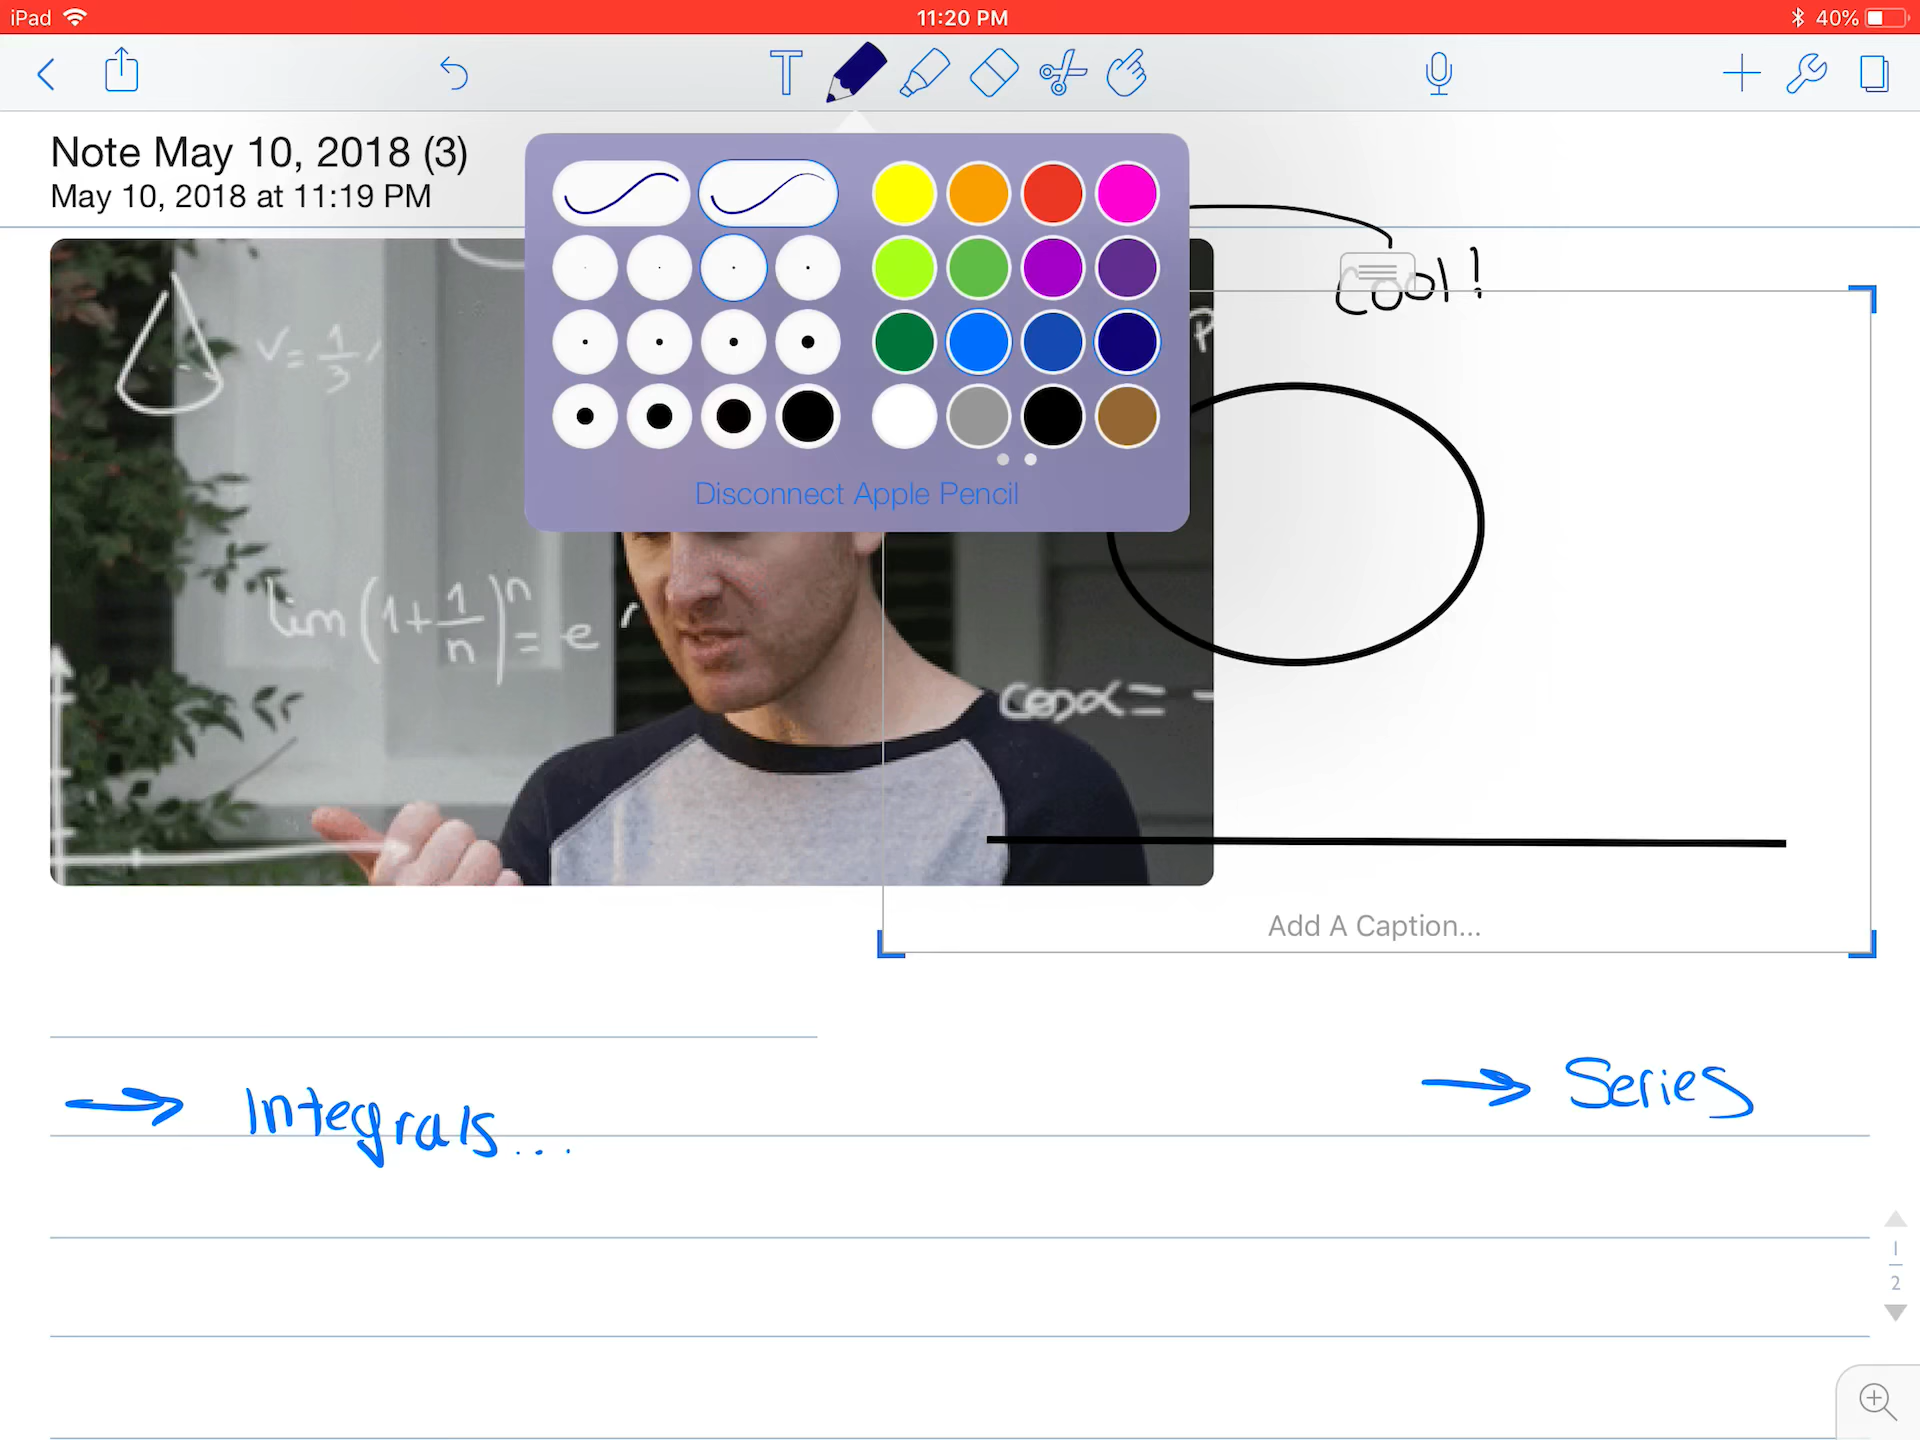 iPad 11:20 PM 40%
T
Note May 10, 2018 (3)
May 10, 2018 at 11:19 PM
Cool!
V = 1/3
P
Disconnect Apple Pencil
lim (1 + 1/n)^n = e
cos α = -
Add A Caption...
→ Integrals...
→ Series
1
2